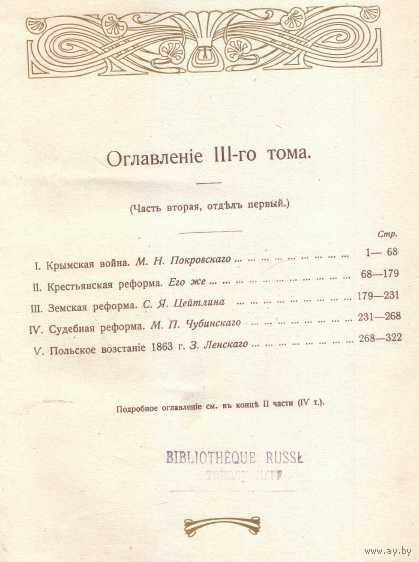 Оглавленіе III-го тома.
(Часть вторая, отдѣлъ первый.)
Стр.
I. Крымская война. М. Н. Покровскаго ... ... ... ... ... ... ... ... 1— 68
II. Крестьянская реформа. Его же ... ... ... ... ... ... ... ... 68—179
III. Земская реформа. С. Я. Цейтлина ... ... ... ... ... ... ... 179—231
IV. Судебная реформа. М. П. Чубинскаго ... ... ... ... ... ... 231—268
V. Польское возстаніе 1863 г. З. Ленскаго ... ... ... ... ... ... 268—322
Подробное оглавленіе см. въ концѣ II части (IV т.).
BIBLIOTHÈQUE RUSSE
www.ay.by